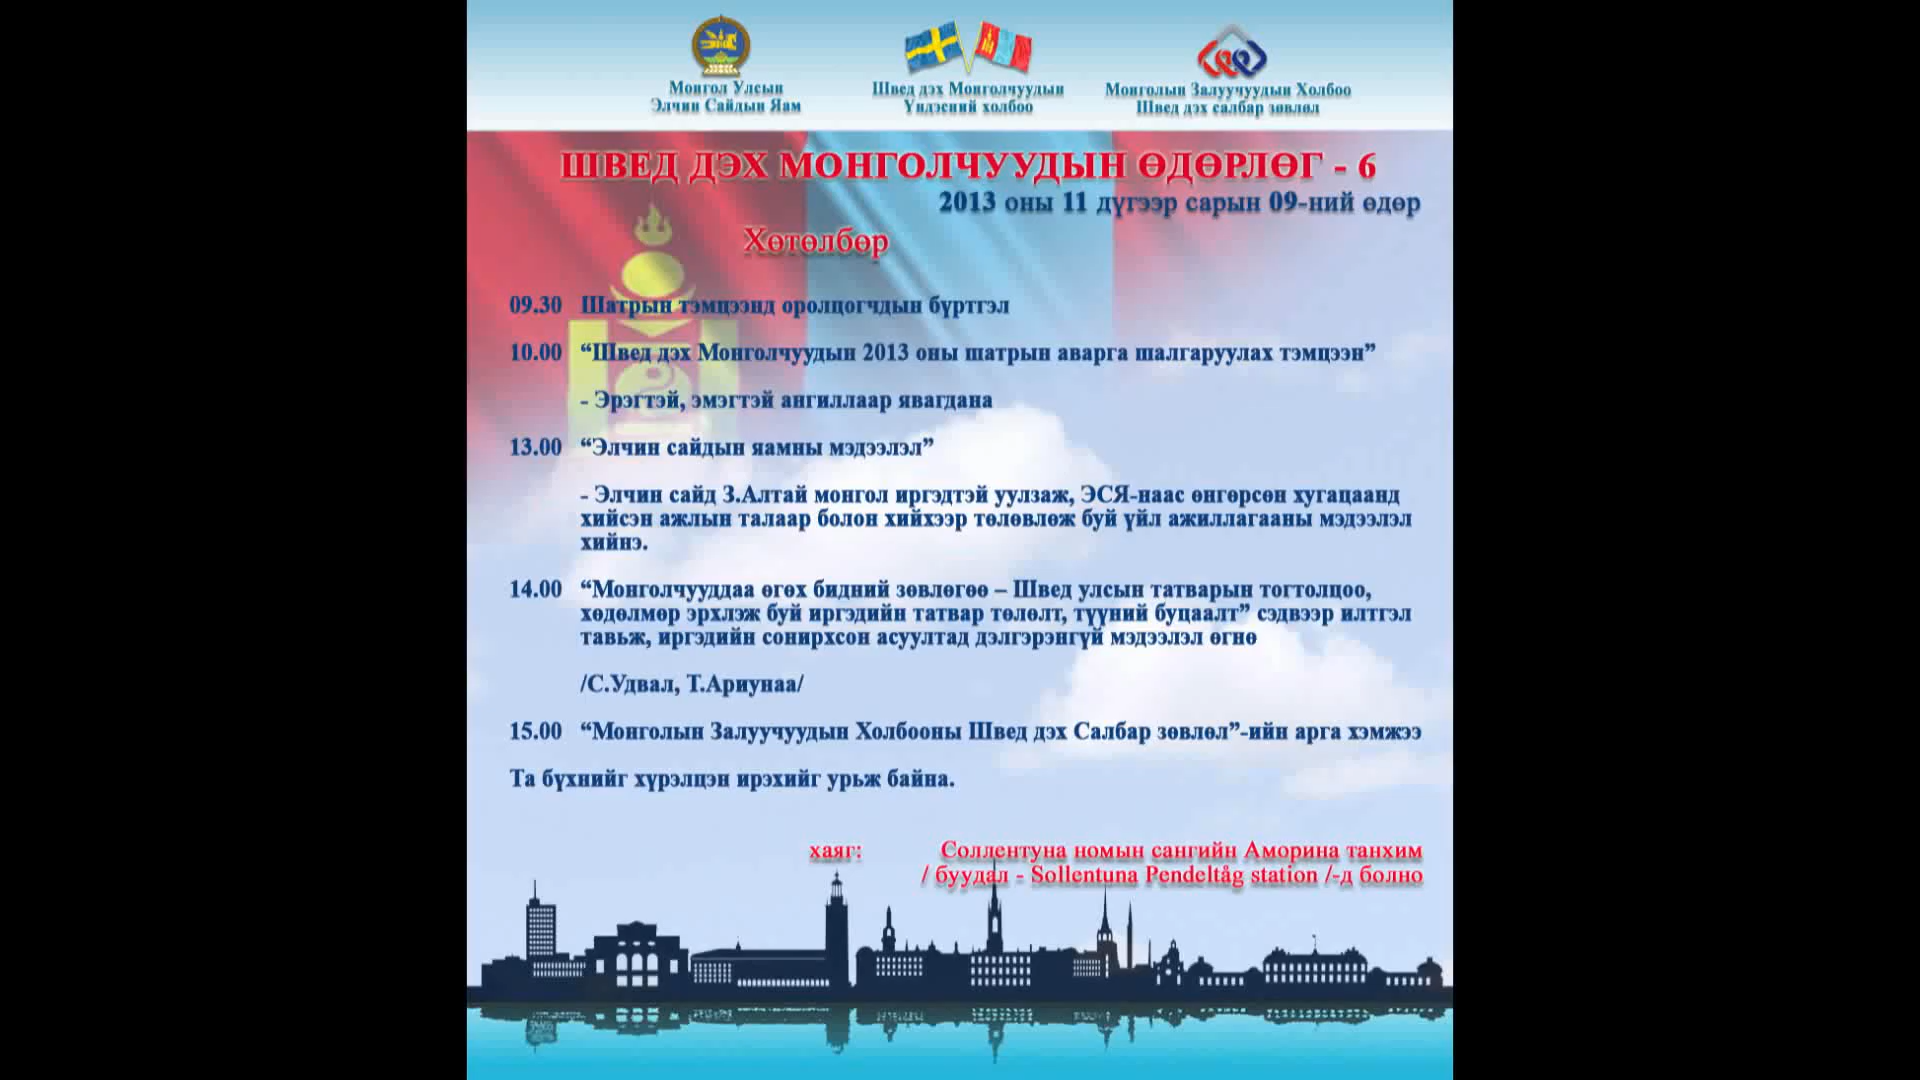 Монгол Улсын
Элчин Сайдын Яам
Швед дэх Монголчуудын
Үндэсний холбоо
Монголын Залуучуудын Холбоо
Швед дэх салбар зөвлөл
ШВЕД ДЭХ МОНГОЛЧУУДЫН ӨДӨРЛӨГ - 6
2013 оны 11 дүгээр сарын 09-ний өдөр
Хөтөлбөр
09.30 Шатрын тэмцээнд оролцогчдын бүртгэл
10.00 “Швед дэх Монголчуудын 2013 оны шатрын аварга шалгаруулах тэмцээн”
- Эрэгтэй, эмэгтэй ангиллаар явагдана
13.00 “Элчин сайдын яамны мэдээлэл”
- Элчин сайд З.Алтай монгол иргэдтэй уулзаж, ЭСЯ-наас өнгөрсөн хугацаанд
хийсэн ажлын талаар болон хийхээр төлөвлөж буй үйл ажиллагааны мэдээлэл
хийнэ.
14.00 “Монголчууддаа өгөх бидний зөвлөгөө – Швед улсын татварын тогтолцоо,
хөдөлмөр эрхлэж буй иргэдийн татвар төлөлт, түүний буцаалт” сэдвээр илтгэл
тавьж, иргэдийн сонирхсон асуултад дэлгэрэнгүй мэдээлэл өгнө
/С.Удвал, Т.Ариунаа/
15.00 “Монголын Залуучуудын Холбооны Швед дэх Салбар зөвлөл”-ийн арга хэмжээ
Та бүхнийг хүрэлцэн ирэхийг урьж байна.
хаяг: Соллентуна номын сангийн Аморина танхим
/ буудал - Sollentuna Pendeltåg station /-д болно